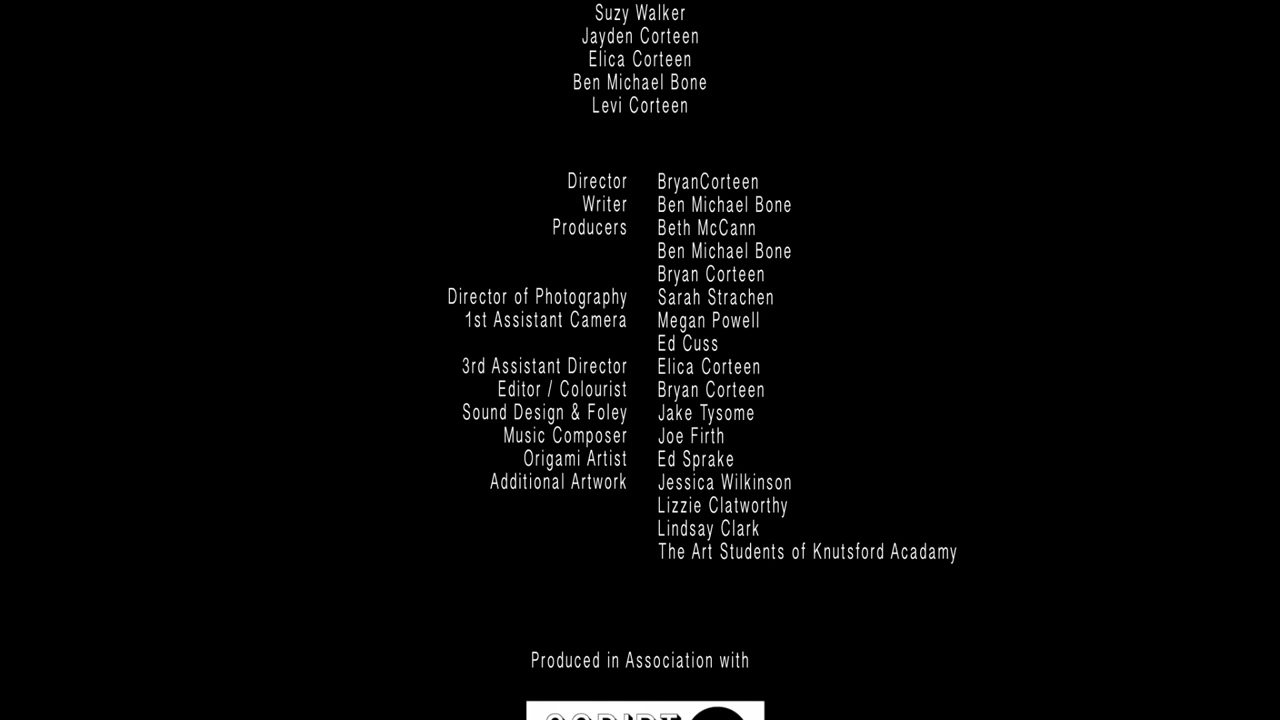 Suzy Walker
Jayden Corteen
Elica Corteen
Ben Michael Bone
Levi Corteen
Director BryanCorteen
Writer Ben Michael Bone
Producers Beth McCann
Ben Michael Bone
Bryan Corteen
Director of Photography Sarah Strachen
1st Assistant Camera Megan Powell
Ed Cuss
3rd Assistant Director Elica Corteen
Editor / Colourist Bryan Corteen
Sound Design & Foley Jake Tysome
Music Composer Joe Firth
Origami Artist Ed Sprake
Additional Artwork Jessica Wilkinson
Lizzie Clatworthy
Lindsay Clark
The Art Students of Knutsford Acadamy
Produced in Association with